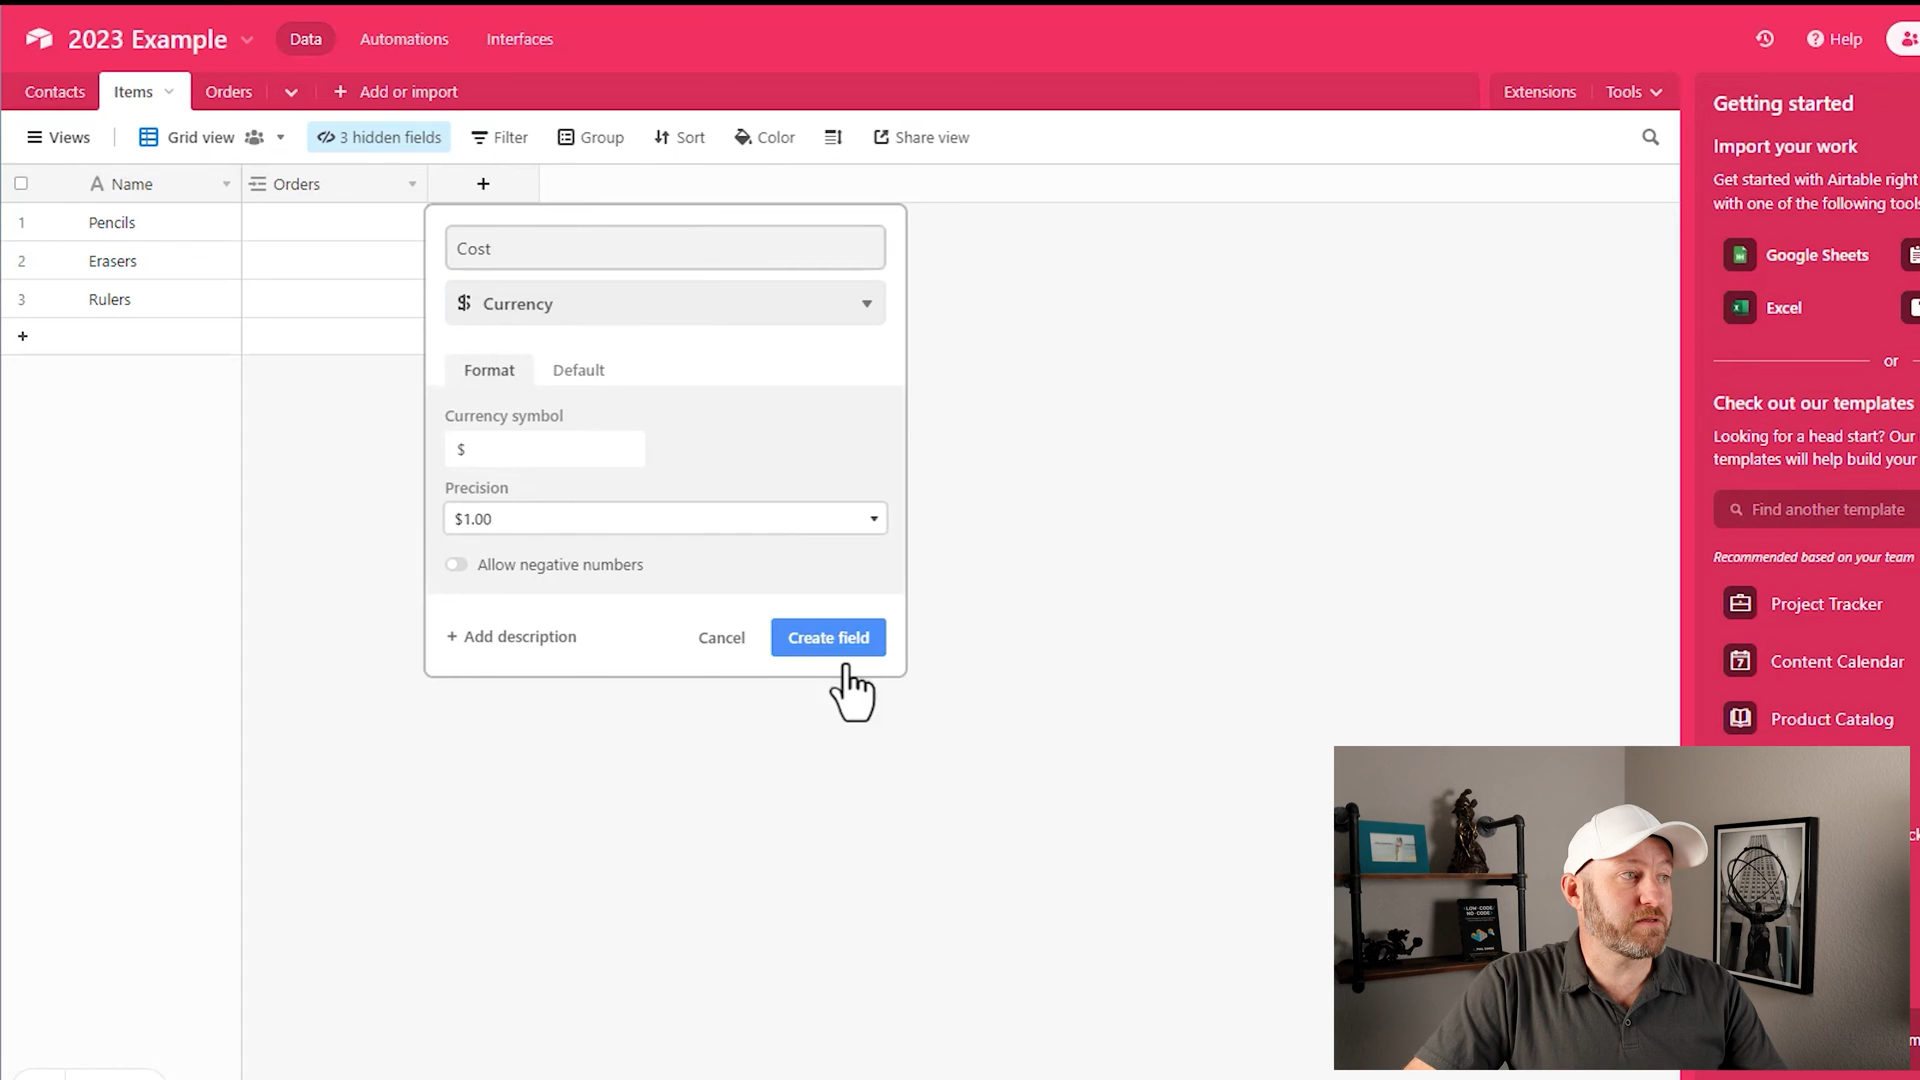 2023 Example
Data
Automations
Interfaces
Help
Contacts
Items
Orders
+ Add or import
Extensions
Tools
Views
Grid view
3 hidden fields
Filter
Group
Sort
Color
Share view
Name
Orders
+
1 Pencils
2 Erasers
3 Rulers
+
Cost
Currency
Format
Default
Currency symbol
$
Precision
$1.00
Allow negative numbers
+ Add description
Cancel
Create field
Getting started
Import your work
Get started with Airtable right
with one of the following tools
Google Sheets
Excel
or
Check out our templates
Looking for a head start? Our
templates will help build your
Find another template
Recommended based on your team
Project Tracker
Content Calendar
Product Catalog
LOW-CODE/
NO-CODE